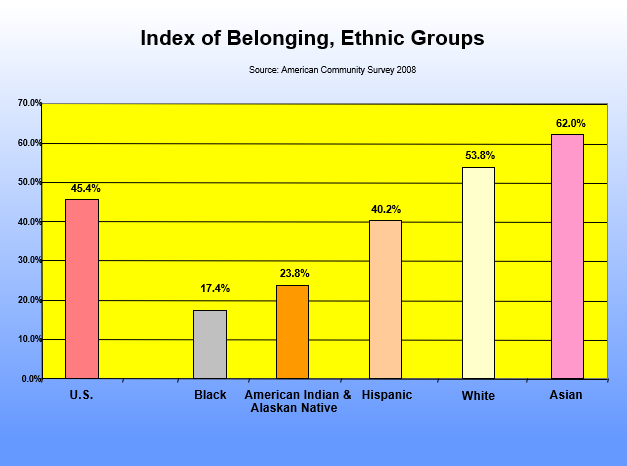 Index of Belonging, Ethnic Groups
Source: American Community Survey 2008
70.0%
60.0%
50.0%
40.0%
30.0%
20.0%
10.0%
0.0%
45.4%
17.4%
23.8%
40.2%
53.8%
62.0%
U.S.
Black
American Indian &
Alaskan Native
Hispanic
White
Asian